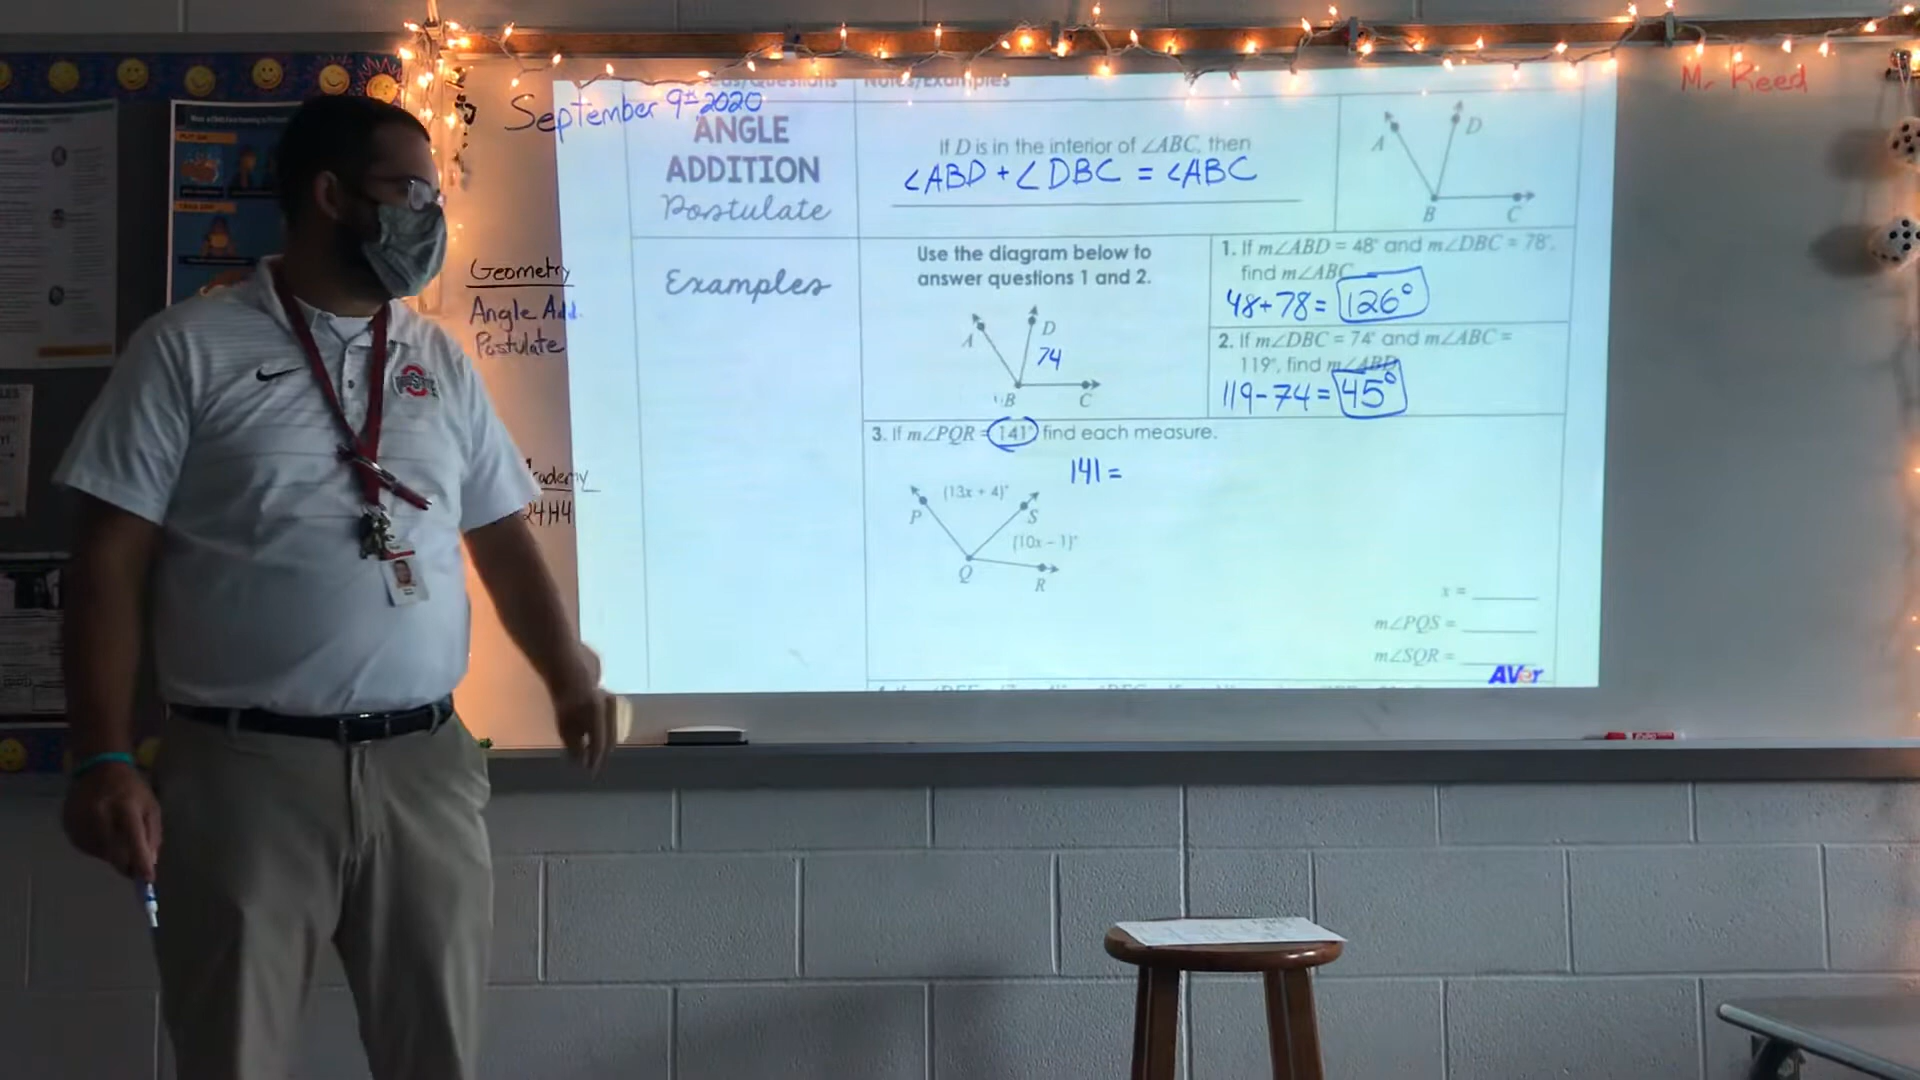 Mr Reed
September 9th 2020
Notes/Examples
ANGLE
ADDITION
Postulate
If D is in the interior of ∠ABC, then
∠ABD + ∠DBC = ∠ABC
A
D
B
C
Geometry
Angle Add.
Postulate
24H4
Examples
Use the diagram below to
answer questions 1 and 2.
A
D
74
B
C
1. If m∠ABD = 48° and m∠DBC = 78°,
find m∠ABC
48+78= 126°
2. If m∠DBC = 74° and m∠ABC =
119°, find m∠ABD
119-74= 45°
3. If m∠PQR = 141° find each measure.
141=
(13x + 4)°
P
S
(10x − 1)°
Q
R
x =
m∠PQS =
m∠SQR =
AVer